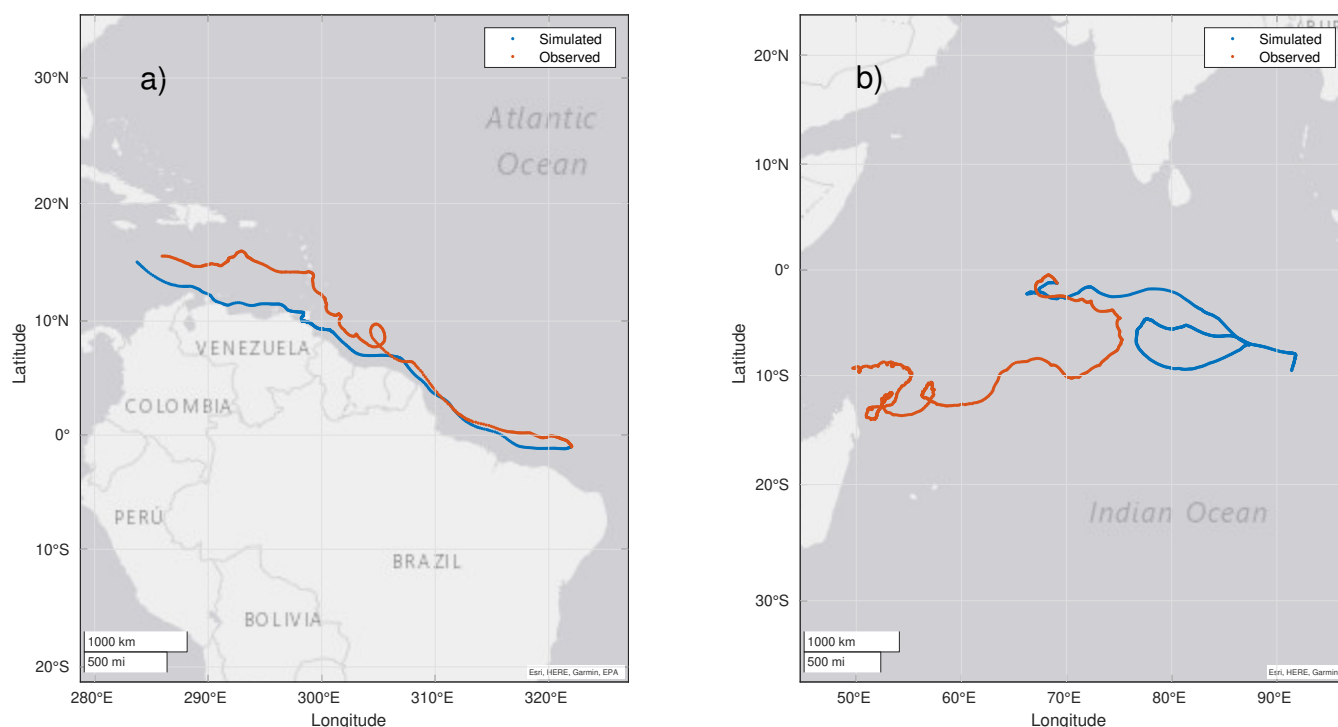 a)
Simulated
Observed
Atlantic
Ocean
VENEZUELA
COLOMBIA
PERÚ
BRAZIL
BOLIVIA
30°N
20°N
10°N
0°
10°S
20°S
Latitude
280°E
290°E
300°E
310°E
320°E
Longitude
1000 km
500 mi
Esri, HERE, Garmin, EPA
b)
Simulated
Observed
Indian Ocean
20°N
10°N
0°
10°S
20°S
30°S
Latitude
50°E
60°E
70°E
80°E
90°E
Longitude
1000 km
500 mi
Esri, HERE, Garmin,